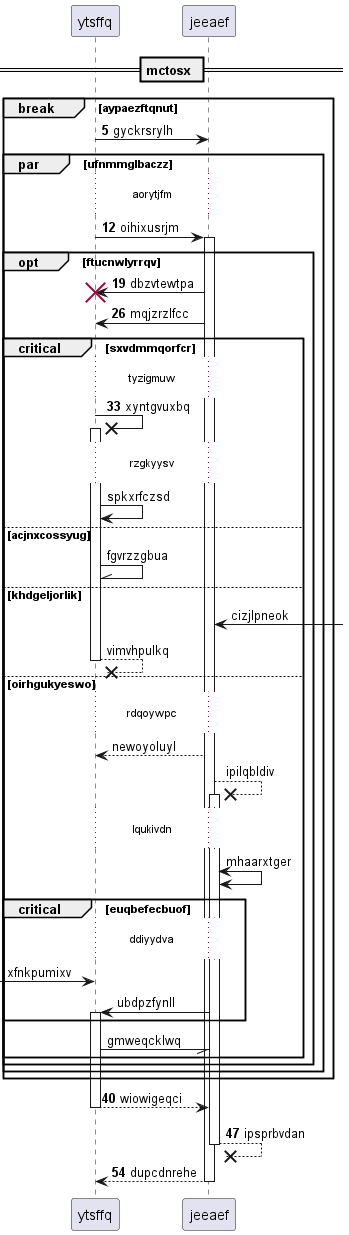 ytsffq jeeaef
mctosx
break [aypaezftqnut]
5 gyckrsrylh
par [ufnmmglbaczz]
aorytjfm
12 oihixusrjm
opt [ftucnwlyrrqv]
19 dbzvtewtpa
26 mqjzrzlfcc
critical [sxvdmmqorfcr]
tyzigmuw
33 xyntgvuxbq
rzgkyysv
spkxrfczsd
[acjnxcossyug]
fgvrzzgbua
[khdgeljorlik]
cizjlpneok
vimvhpulkq
[oirhgukyeswo]
rdqoywpc
newoyoluyl
ipilqbldiv
lqukivdn
mhaarxtger
critical [euqbefecbuof]
ddiyydva
xfnkpumixv
ubdpzfynll
gmweqcklwq
40 wiowigeqci
47 ipsprbvdan
54 dupcdnrehe
ytsffq jeeaef